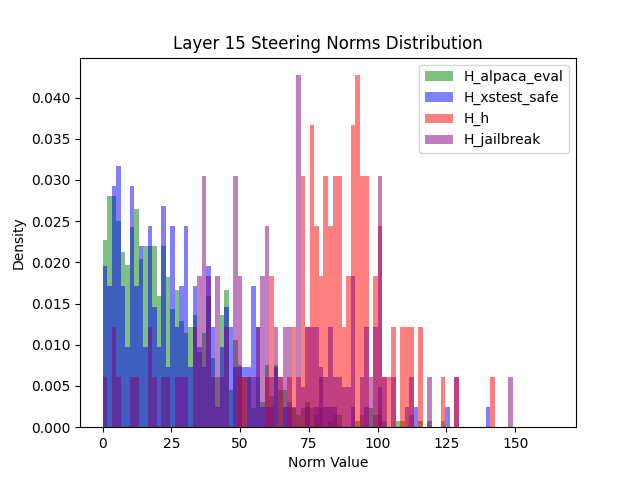 Layer 15 Steering Norms Distribution
H_alpaca_eval
H_xstest_safe
H_h
H_jailbreak
0.040
0.035
0.030
0.025
0.020
0.015
0.010
0.005
0.000
Density
0 25 50 75 100 125 150
Norm Value